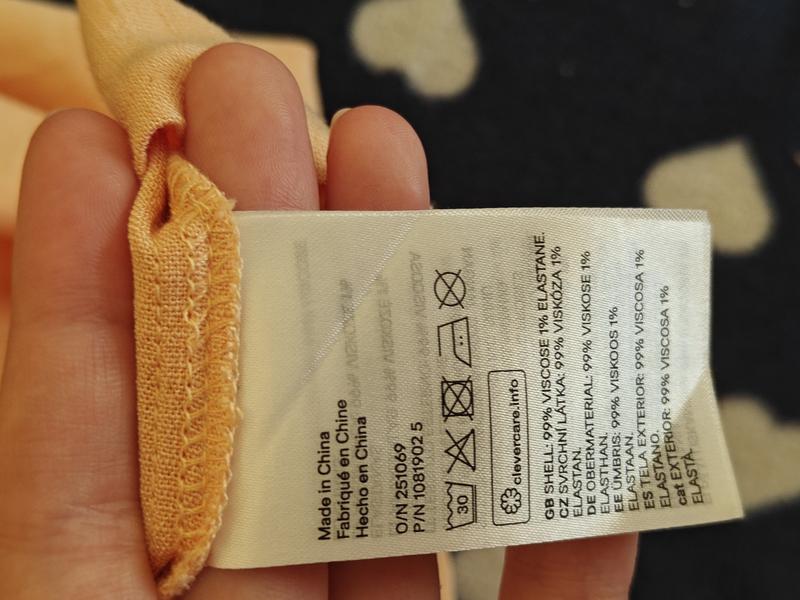 Made in China
Fabriqué en Chine
Hecho en China
O/N 251069
P/N 1081902 5
30
clevercare.info
GB SHELL: 99% VISCOSE 1% ELASTANE.
CZ SVRCHNÍ LÁTKA: 99% VISKÓZA 1%
ELASTAN.
DE OBERMATERIAL: 99% VISKOSE 1%
ELASTHAN.
EE ÜMBRIS: 99% VISKOOS 1%
ELASTAAN.
ES TELA EXTERIOR: 99% VISCOSA 1%
ELASTANO.
cat EXTERIOR: 99% VISCOSA 1%
ELASTÀ.